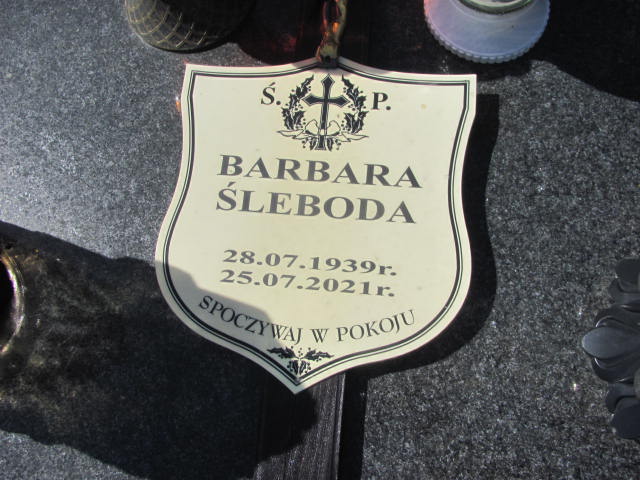 Ś. P.
BARBARA
ŚLEBODA
28.07.1939r.
25.07.2021r.
SPOCZYWAJ W POKOJU